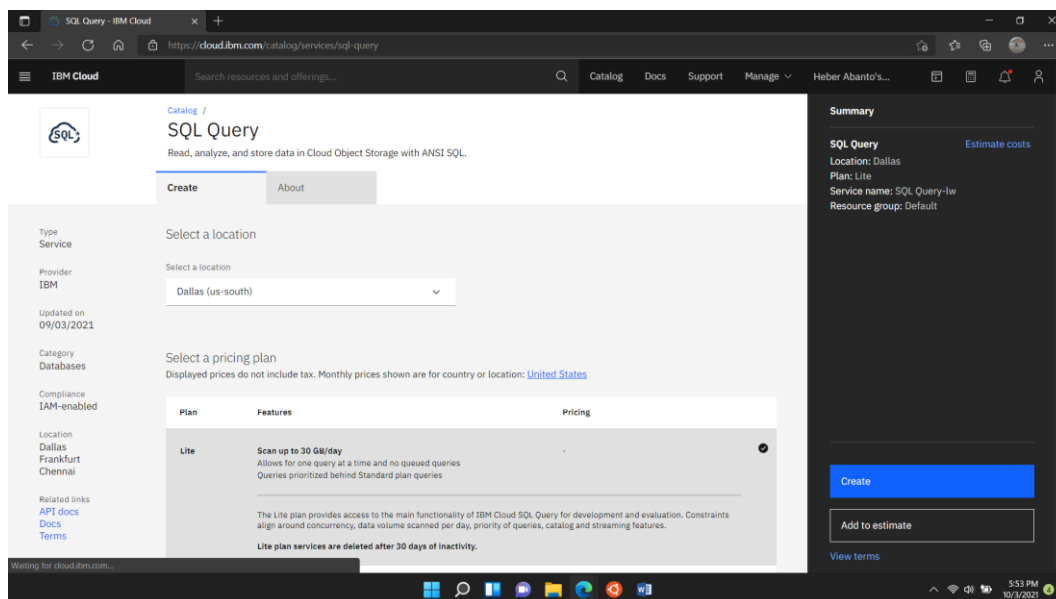 SQL Query - IBM Cloud
https://cloud.ibm.com/catalog/services/sql-query
IBM Cloud
Search resources and offerings...
Catalog
Docs
Support
Manage
Heber Abanto's...
SQL
Catalog /
SQL Query
Read, analyze, and store data in Cloud Object Storage with ANSI SQL.
Create
About
Type
Service
Provider
IBM
Updated on
09/03/2021
Category
Databases
Compliance
IAM-enabled
Location
Dallas
Frankfurt
Chennai
Related links
API docs
Docs
Terms
Select a location
Select a location
Dallas (us-south)
Select a pricing plan
Displayed prices do not include tax. Monthly prices shown are for country or location: United States
Plan
Features
Pricing
Lite
Scan up to 30 GB/day
Allows for one query at a time and no queued queries
Queries prioritized behind Standard plan queries
-
The Lite plan provides access to the main functionality of IBM Cloud SQL Query for development and evaluation. Constraints
align around concurrency, data volume scanned per day, priority of queries, catalog and streaming features.
Lite plan services are deleted after 30 days of inactivity.
Summary
SQL Query
Estimate costs
Location: Dallas
Plan: Lite
Service name: SQL Query-lw
Resource group: Default
Create
Add to estimate
View terms
Waiting for cloud.ibm.com...
5:53 PM
10/3/2021
4